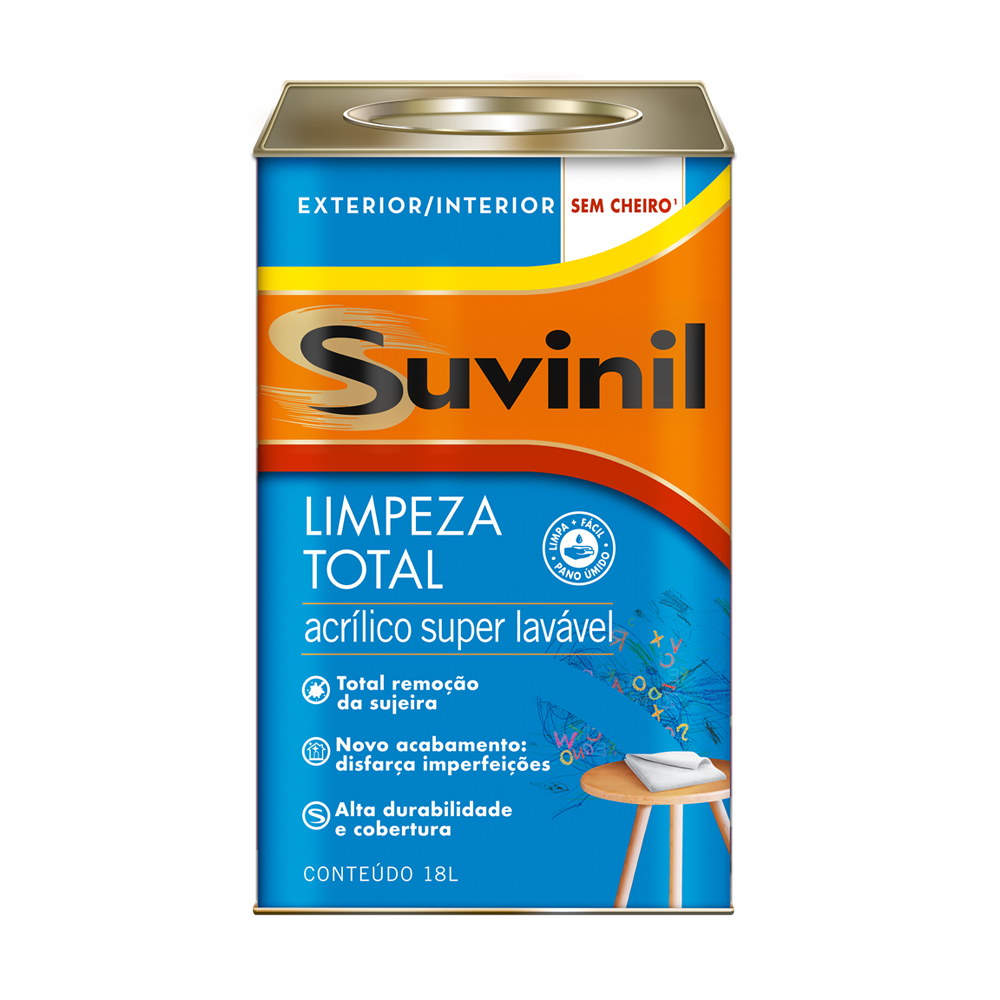 EXTERIOR/INTERIOR
SEM CHEIRO¹
Suvinil
LIMPEZA
TOTAL
LIMPA + FÁCIL
• PANO ÚMIDO •
acrílico super lavável
Total remoção
da sujeira
Novo acabamento:
disfarça imperfeições
Alta durabilidade
e cobertura
CONTEÚDO 18L